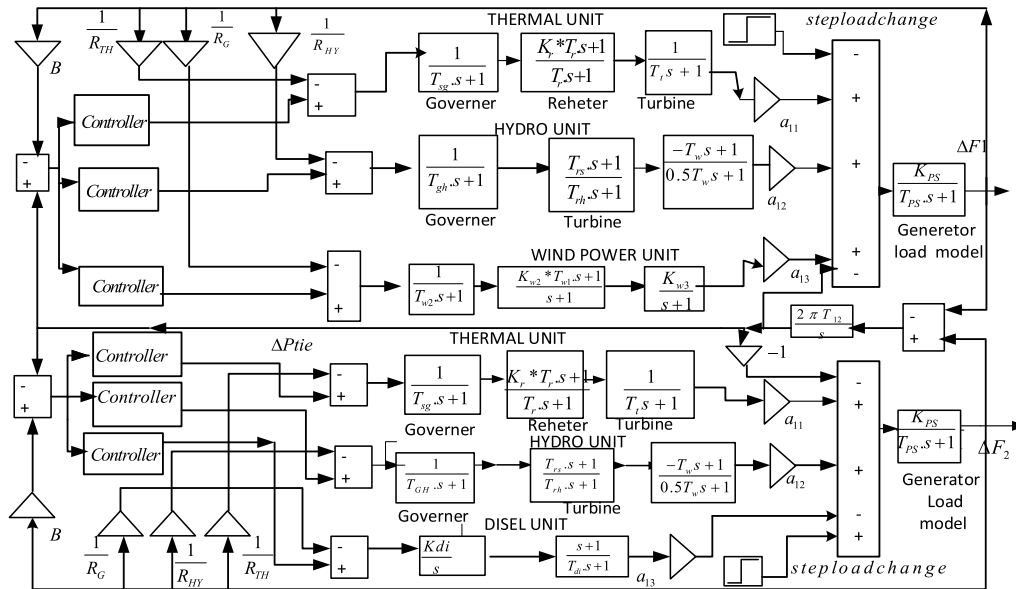 THERMAL UNIT
steploadchange
1/R_TH
1/R_G
1/R_HY
B
K_r*T_r.s+1
1
1
T_sg.s+1
T_r.s+1
T_t s+1
Governer
Reheter
Turbine
-
-
+
+
Controller
a_11
HYDRO UNIT
ΔF1
-
+
-
+
Controller
1
T_gh.s+1
T_rs.s+1
T_rh.s+1
-T_w s+1
0.5T_w s+1
+
K_PS
T_PS.s+1
a_12
Governer
Turbine
Generetor
load model
WIND POWER UNIT
Controller
-
+
1
T_w2.s+1
K_w2*T_w1.s+1
s+1
K_w3
s+1
a_13
+
-
2 π T_12
s
-
+
THERMAL UNIT
-1
Controller
ΔPtie
-
+
-
+
Controller
1
T_sg.s+1
K_r*T_r.s+1
T_r.s+1
1
T_t s+1
-
+
a_11
K_PS
T_PS.s+1
ΔF_2
Governer
Reheter
Turbine
HYDRO UNIT
Controller
-
+
1
T_GH.s+1
T_rs.s+1
T_rh.s+1
-T_w s+1
0.5T_w s+1
+
a_12
Generator
Load
model
Governer
Turbine
B
DISEL UNIT
1/R_G
1/R_HY
1/R_TH
-
+
Kdi
s
s+1
T_di.s+1
a_13
-
+
steploadchange